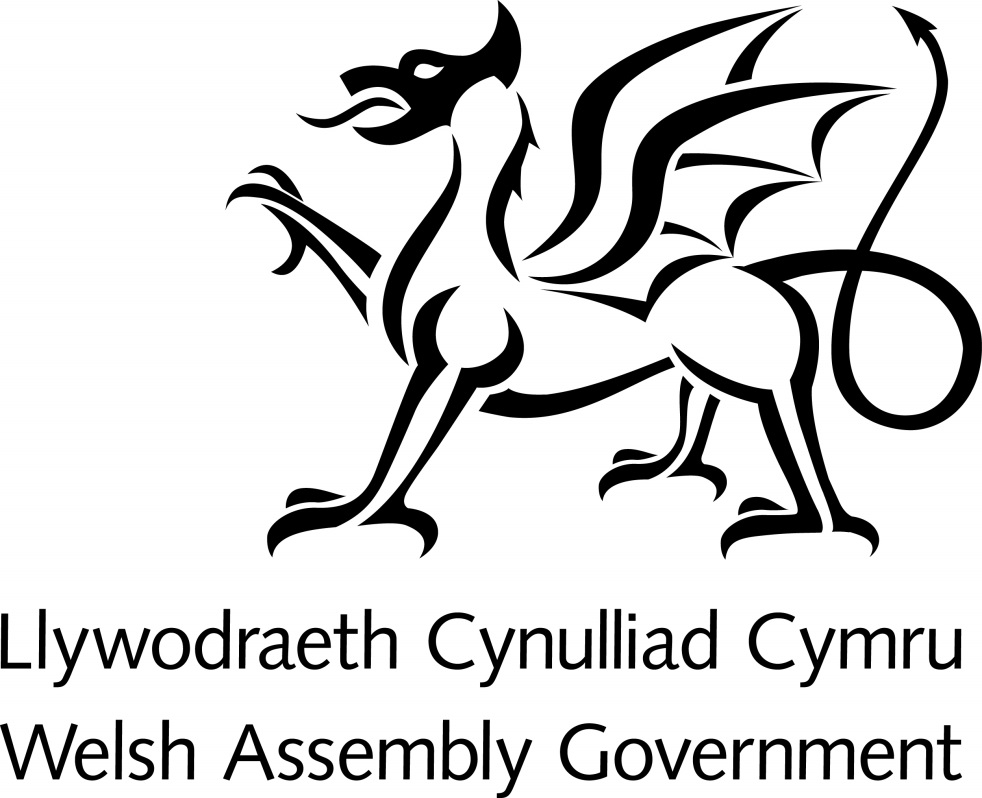 Llywodraeth Cynulliad Cymru
Welsh Assembly Government